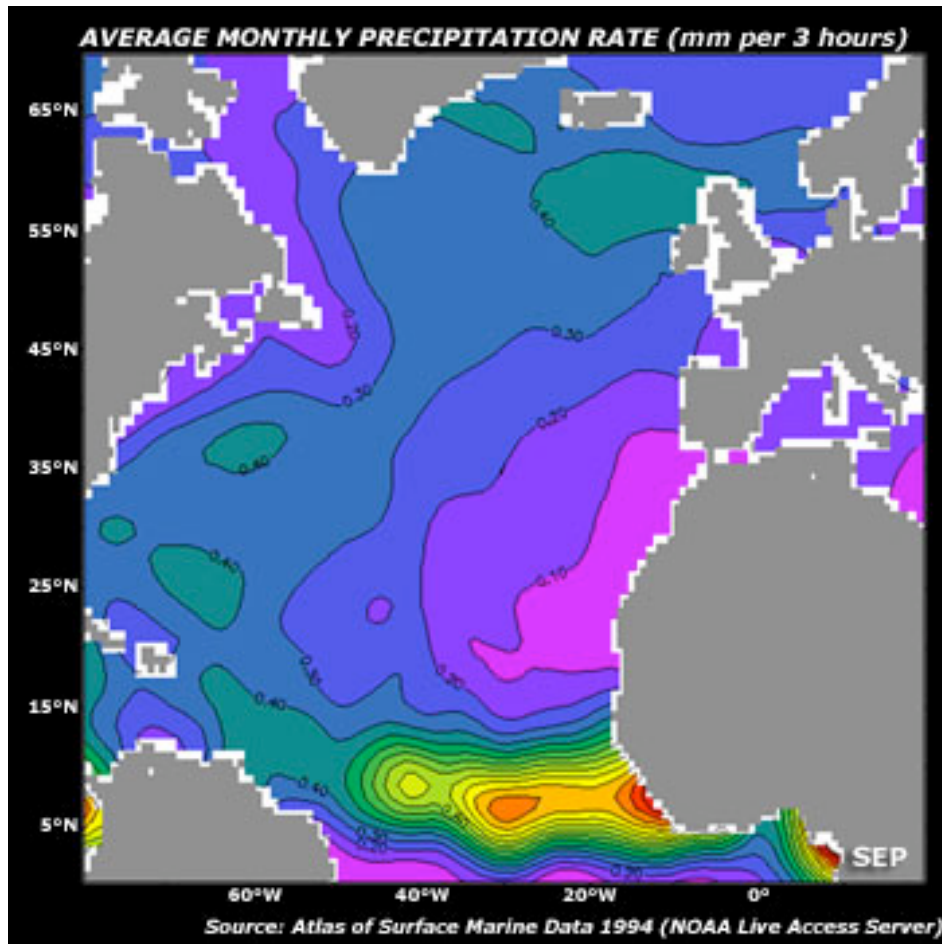 AVERAGE MONTHLY PRECIPITATION RATE (mm per 3 hours)
65°N
0.40
55°N
0.20
0.30
45°N
0.30
0.20
0.40
35°N
0.40
0.10
25°N
0.20
0.40
15°N
0.40
5°N
0.20
SEP
60°W 40°W 20°W 0°
Source: Atlas of Surface Marine Data 1994 (NOAA Live Access Server)